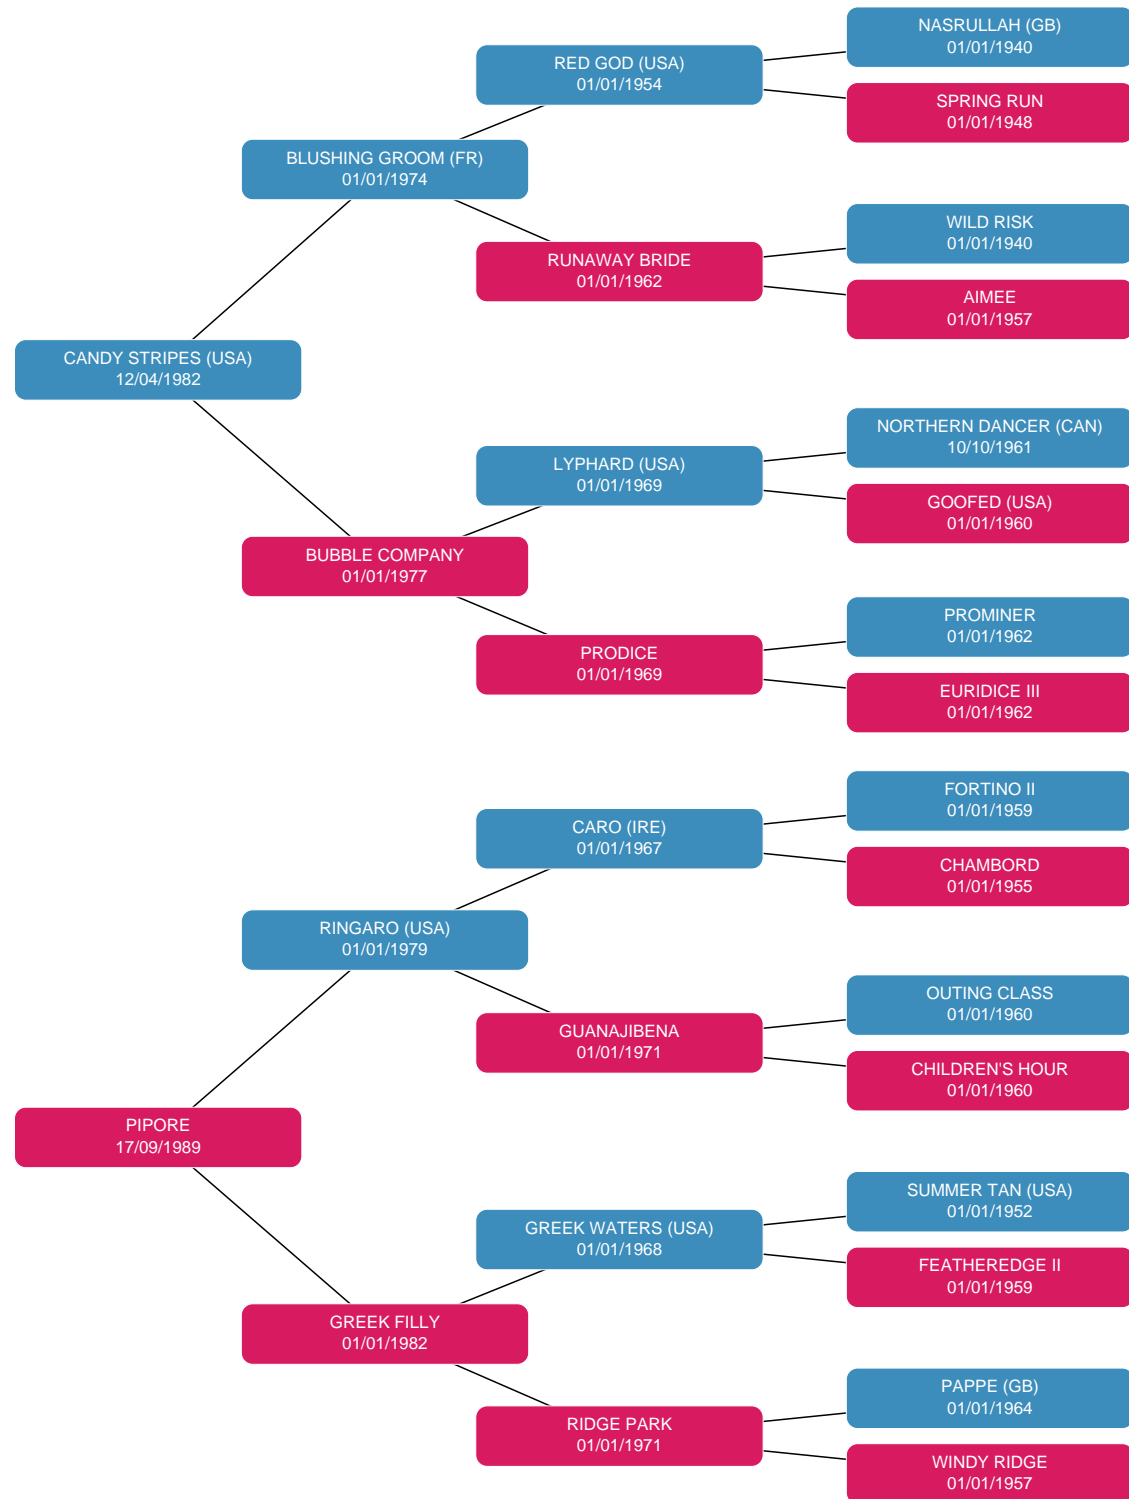 NASRULLAH (GB)
01/01/1940
RED GOD (USA)
01/01/1954
SPRING RUN
01/01/1948
BLUSHING GROOM (FR)
01/01/1974
WILD RISK
01/01/1940
RUNAWAY BRIDE
01/01/1962
AIMEE
01/01/1957
CANDY STRIPES (USA)
12/04/1982
NORTHERN DANCER (CAN)
10/10/1961
LYPHARD (USA)
01/01/1969
GOOFED (USA)
01/01/1960
BUBBLE COMPANY
01/01/1977
PROMINER
01/01/1962
PRODICE
01/01/1969
EURIDICE III
01/01/1962
FORTINO II
01/01/1959
CARO (IRE)
01/01/1967
CHAMBORD
01/01/1955
RINGARO (USA)
01/01/1979
OUTING CLASS
01/01/1960
GUANAJIBENA
01/01/1971
CHILDREN'S HOUR
01/01/1960
PIPORE
17/09/1989
SUMMER TAN (USA)
01/01/1952
GREEK WATERS (USA)
01/01/1968
FEATHEREDGE II
01/01/1959
GREEK FILLY
01/01/1982
PAPPE (GB)
01/01/1964
RIDGE PARK
01/01/1971
WINDY RIDGE
01/01/1957